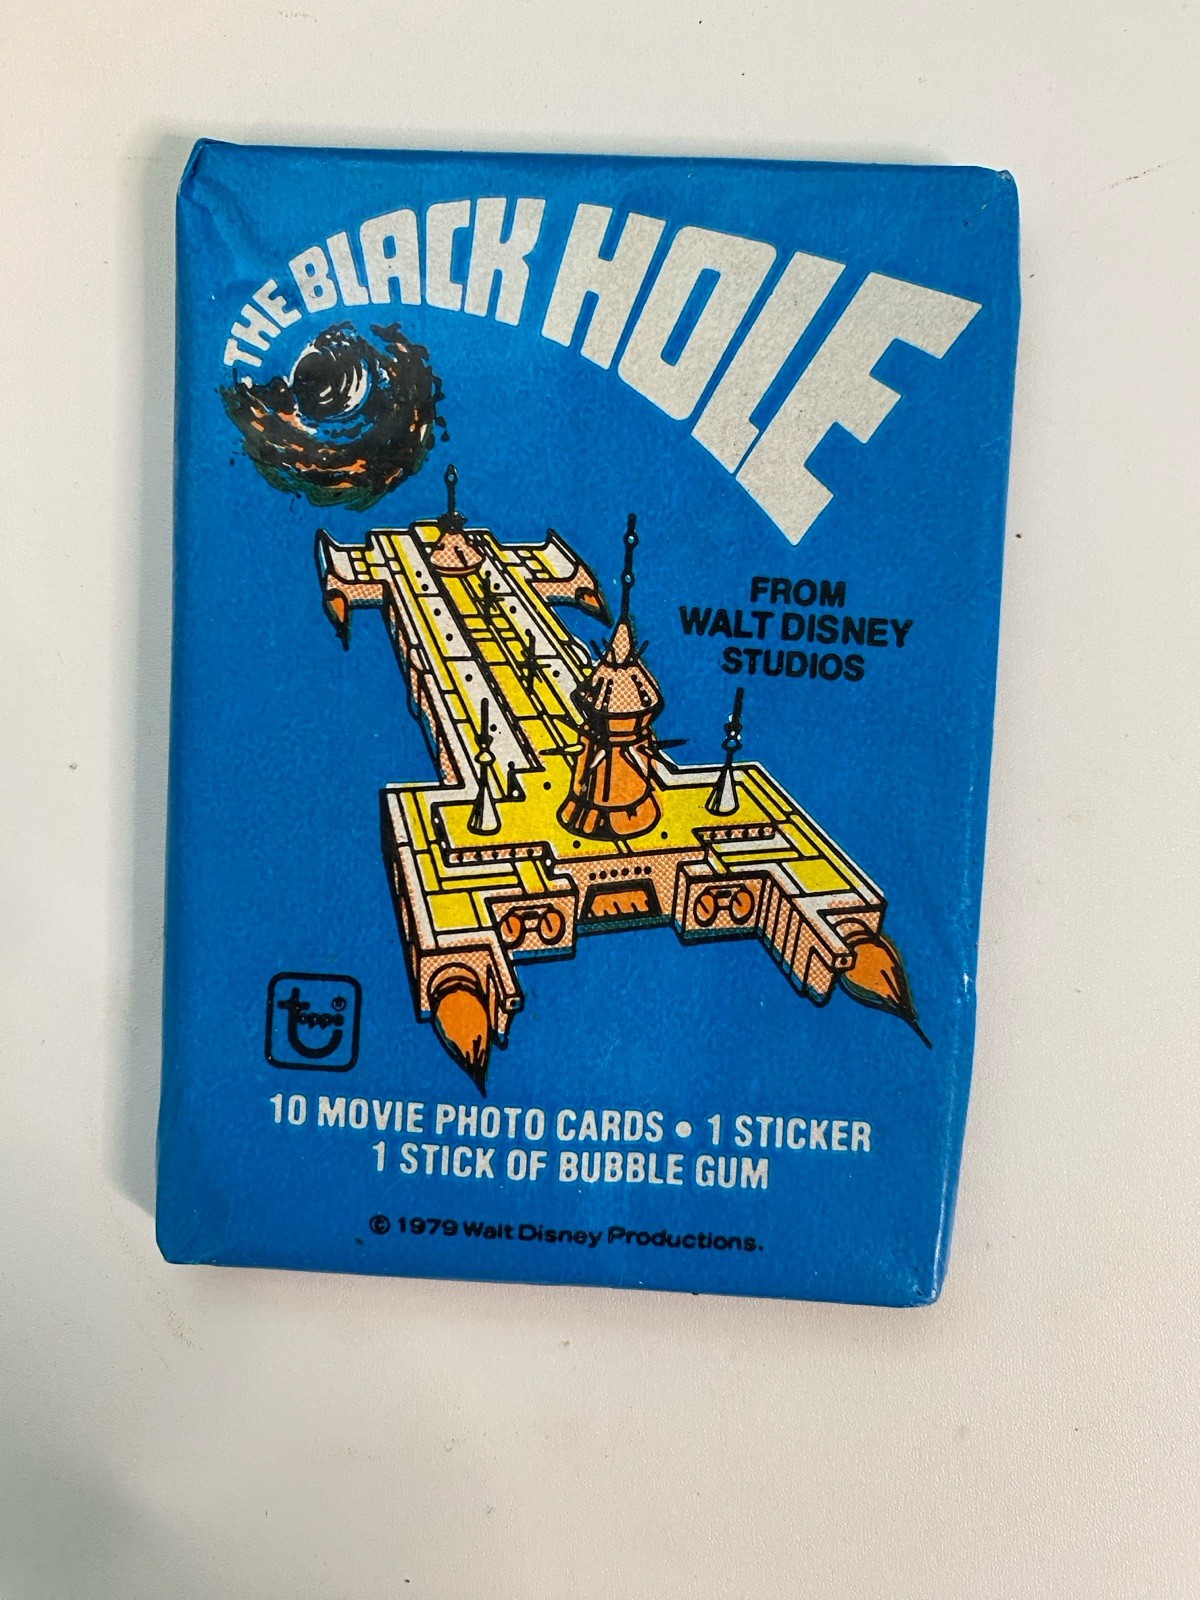 THE BLACK HOLE
FROM
WALT DISNEY
STUDIOS
topps®
10 MOVIE PHOTO CARDS • 1 STICKER
1 STICK OF BUBBLE GUM
© 1979 Walt Disney Productions.